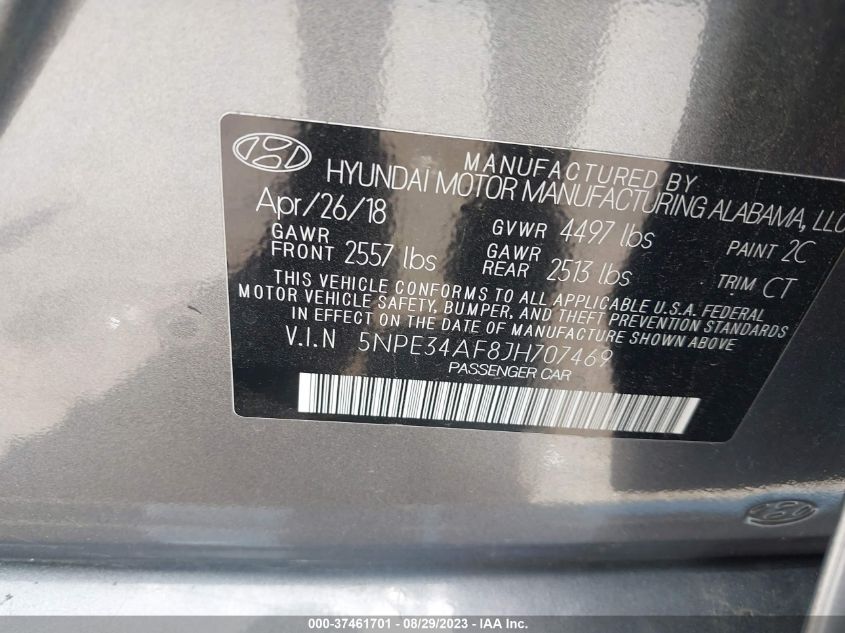 MANUFACTURED BY
HYUNDAI MOTOR MANUFACTURING ALABAMA, LLC
Apr/26/18 GVWR 4497 lbs PAINT 2C
GAWR FRONT 2557 lbs GAWR REAR 2513 lbs TRIM CT
THIS VEHICLE CONFORMS TO ALL APPLICABLE U.S.A. FEDERAL
MOTOR VEHICLE SAFETY, BUMPER, AND THEFT PREVENTION STANDARDS
IN EFFECT ON THE DATE OF MANUFACTURE SHOWN ABOVE.
V.I.N 5NPE34AF8JH707469
PASSENGER CAR
000-37461701 - 08/29/2023 - IAA Inc.